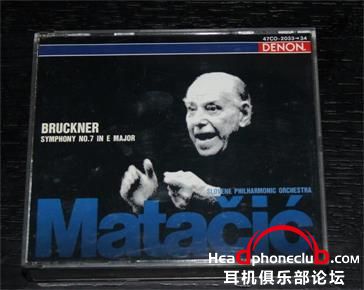 47CO-2033→34
DENON
BRUCKNER
SYMPHONY NO.7 IN E MAJOR
SLOVENE PHILHARMONIC ORCHESTRA
Matačić
Headphoneclub.com
耳机俱乐部论坛